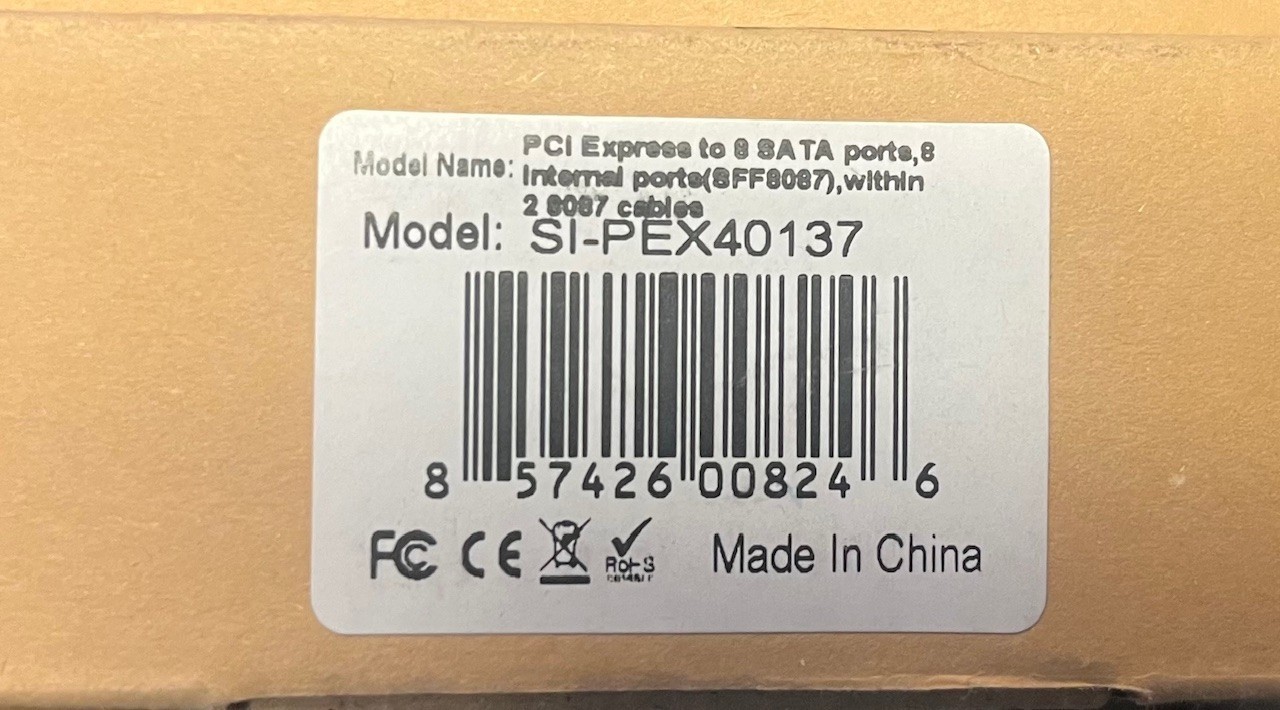 Model Name: PCI Express to 8 SATA ports,8
Internal ports(SFF8087),within
2 8087 cables
Model: SI-PEX40137
8 57426 00824 6
FC CE RoHS Made In China